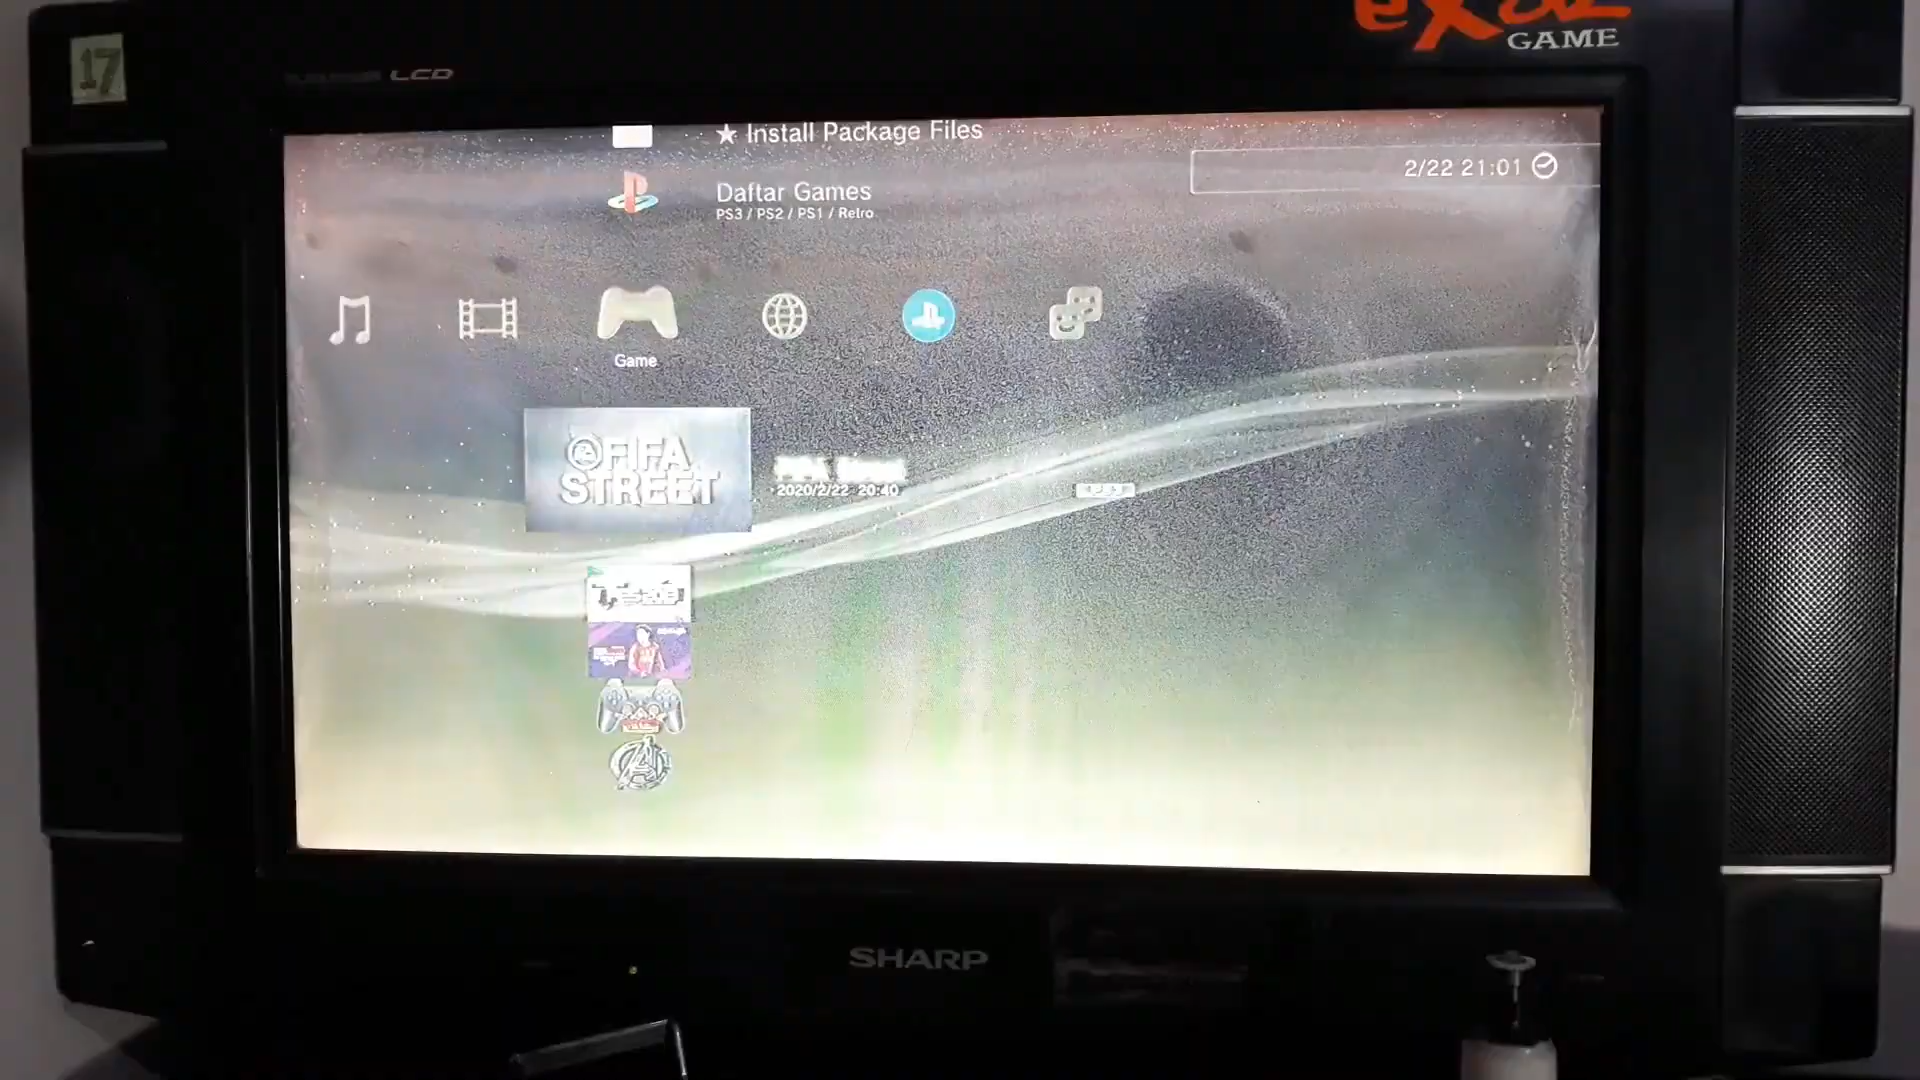 17
LCD
GAME
★ Install Package Files
Daftar Games
PS3 / PS2 / PS1 / Retro
2/22 21:01
Game
FIFA
STREET
2020/2/22 20:40
SHARP